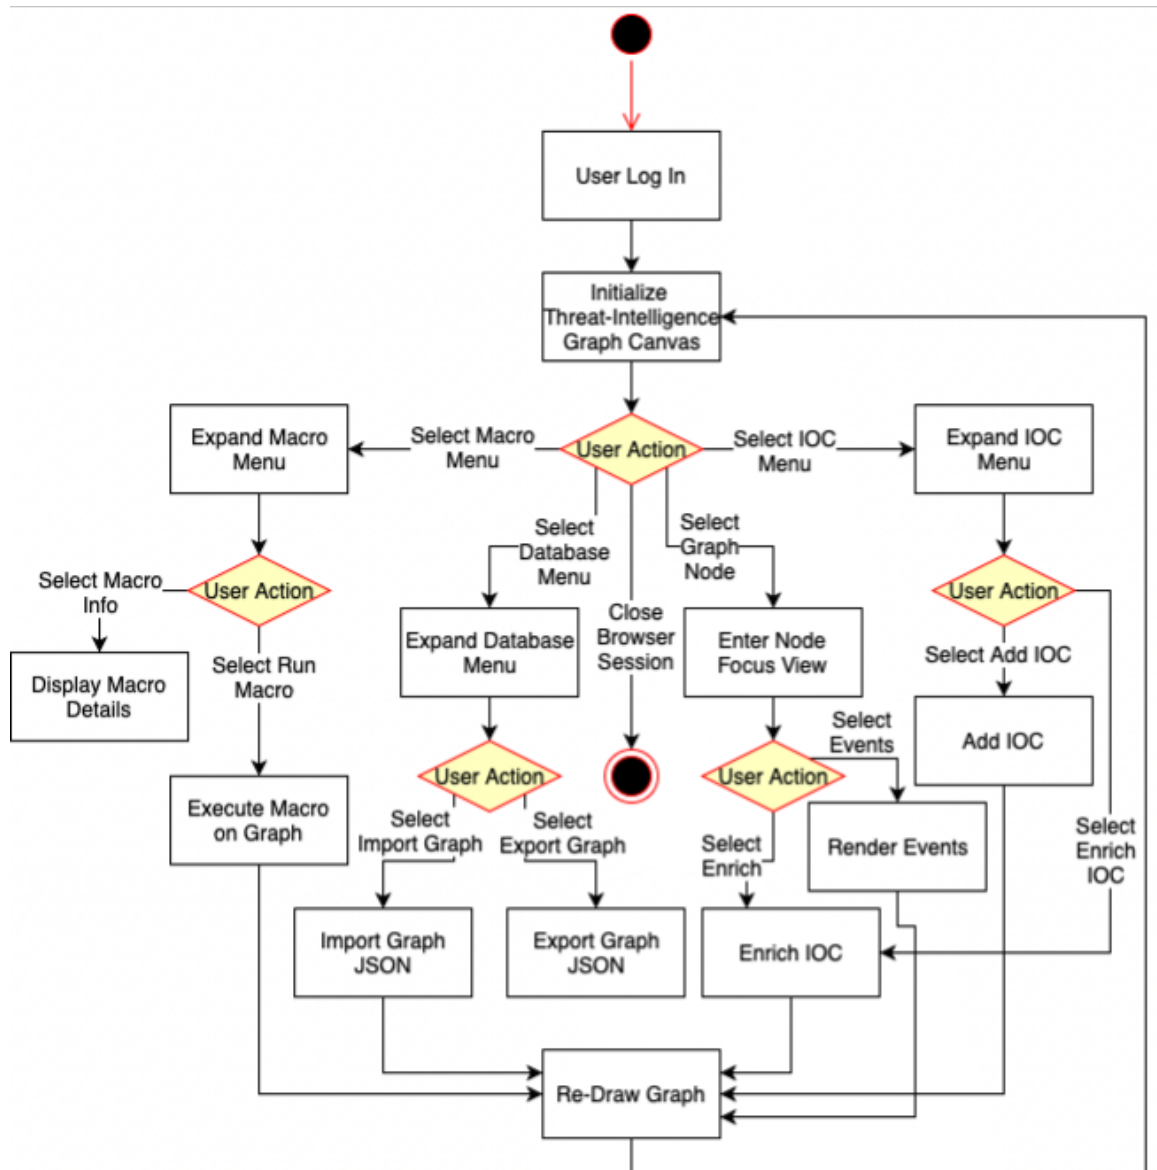 User Log In
Initialize
Threat-Intelligence
Graph Canvas
Expand Macro
Menu
Select Macro
Menu
User Action
Select IOC
Menu
Expand IOC
Menu
Select
Database
Menu
Select
Graph
Node
Select Macro
Info
User Action
Close
Browser
Session
User Action
Expand Database
Menu
Enter Node
Focus View
Select Run
Macro
Select Add IOC
Display Macro
Details
Select
Events
Add IOC
User Action
User Action
Execute Macro
on Graph
Select
Import Graph
Select
Export Graph
Select
Enrich
Render Events
Select
Enrich
IOC
Import Graph
JSON
Export Graph
JSON
Enrich IOC
Re-Draw Graph